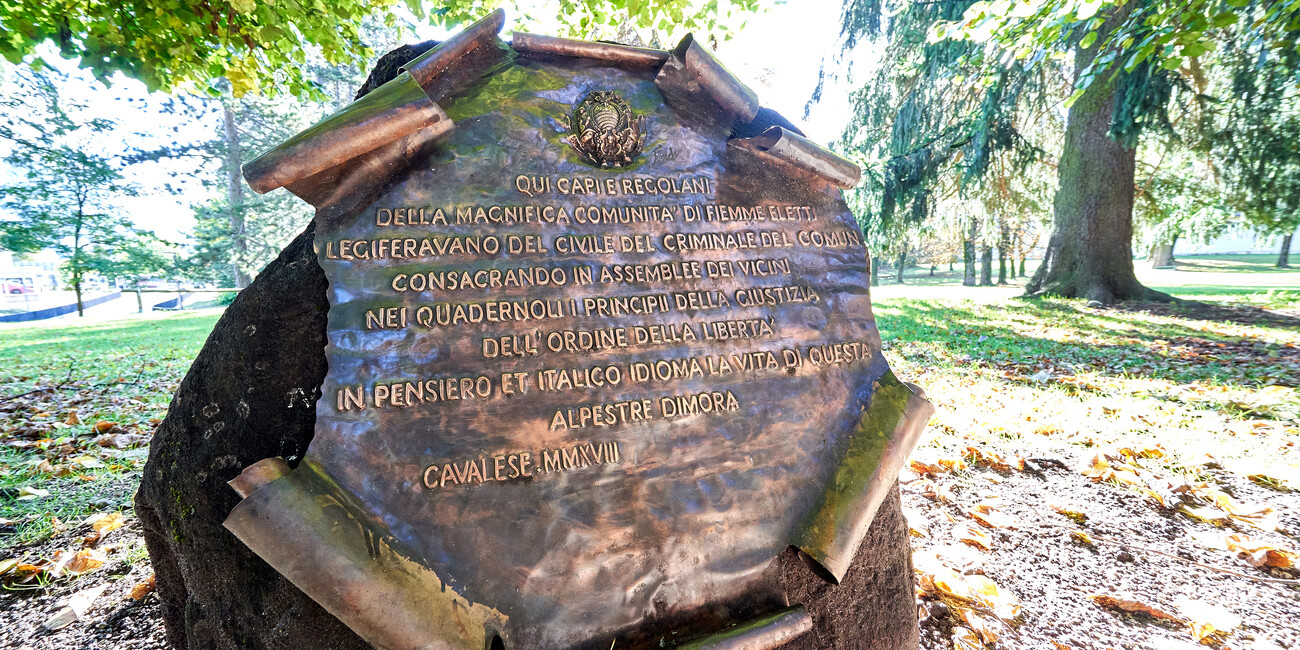 QUI CAPI E REGOLANI
DELLA MAGNIFICA COMUNITA' DI FIEMME ELETTI
LEGIFERAVANO DEL CIVILE DEL CRIMINALE DEL COMUN
CONSACRANDO IN ASSEMBLEE DEI VICINI
NEI QUADERNOLI I PRINCIPII DELLA GIUSTIZIA
DELL'ORDINE DELLA LIBERTA'
IN PENSIERO ET ITALICO IDIOMA LA VITA DI QUESTA
ALPESTRE DIMORA
CAVALESE, MMXVIII